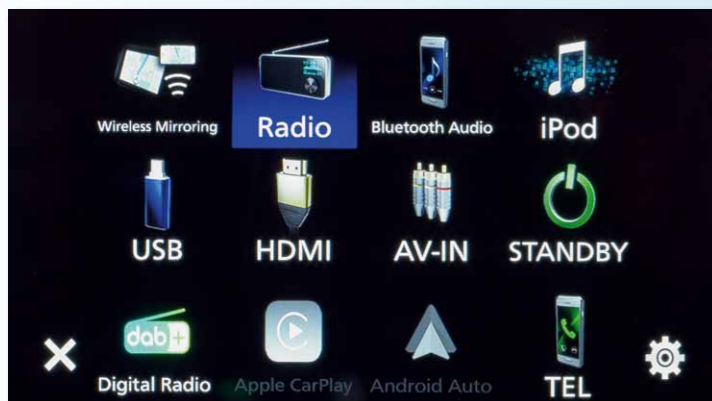 Wireless Mirroring
Radio
Bluetooth Audio
iPod
USB
HDMI
AV-IN
STANDBY
dab+
Digital Radio
Apple CarPlay
Android Auto
TEL